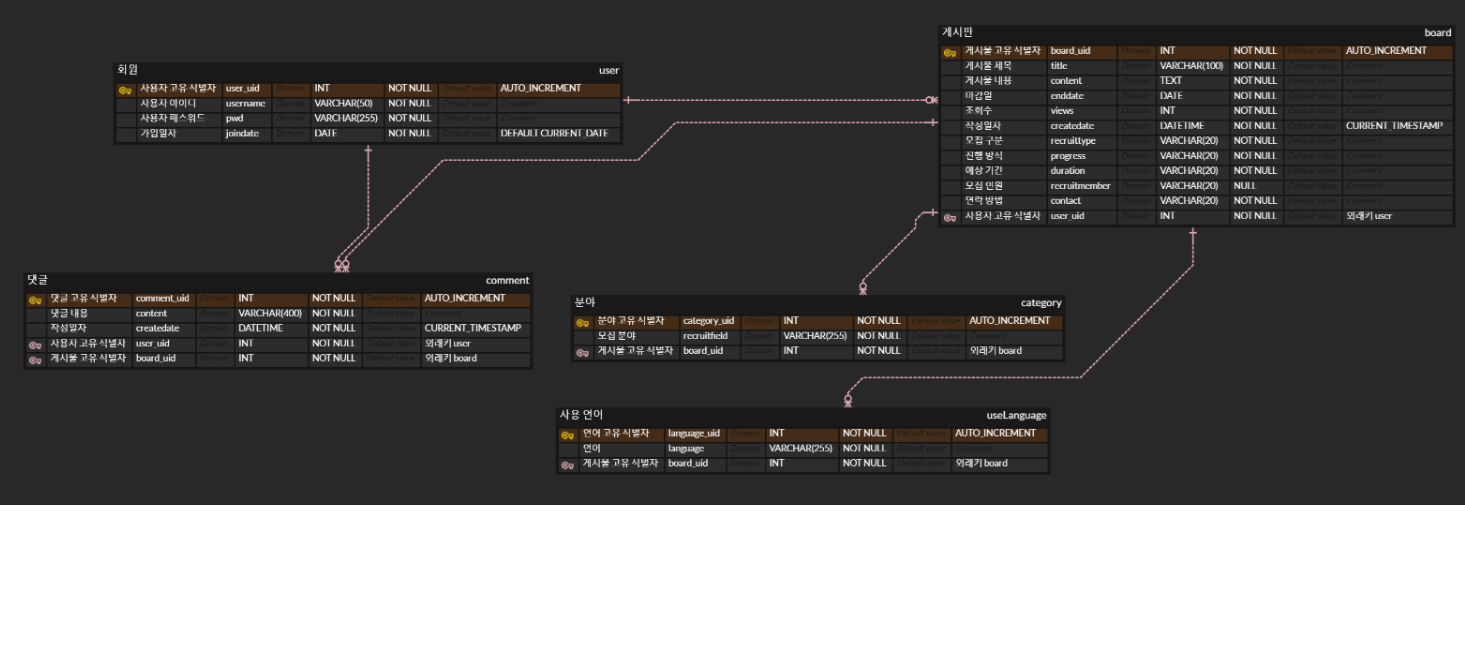 회원 user
사용자 고유 식별자 user_uid Domain INT NOT NULL Default value AUTO_INCREMENT
사용자 아이디 username Domain VARCHAR(50) NOT NULL Default value Comment
사용자 패스워드 pwd Domain VARCHAR(255) NOT NULL Default value Comment
가입일자 joindate Domain DATE NOT NULL Default value DEFAULT CURRENT_DATE
게시판 board
게시물 고유 식별자 board_uid Domain INT NOT NULL Default value AUTO_INCREMENT
게시물 제목 title Domain VARCHAR(100) NOT NULL Default value Comment
게시물 내용 content Domain TEXT NOT NULL Default value Comment
마감일 enddate Domain DATE NOT NULL Default value Comment
조회수 views Domain INT NOT NULL Default value
작성일자 createdate Domain DATETIME NOT NULL Default value CURRENT_TIMESTAMP
모집 구분 recruittype Domain VARCHAR(20) NOT NULL Default value Comment
진행 방식 progress Domain VARCHAR(20) NOT NULL Default value Comment
예상 기간 duration Domain VARCHAR(20) NOT NULL Default value Comment
모집 인원 recruitmember Domain VARCHAR(20) NULL Default value Comment
연락 방법 contact Domain VARCHAR(20) NOT NULL Default value Comment
사용자 고유 식별자 user_uid Domain INT NOT NULL Default value 외래키 user
댓글 comment
댓글 고유 식별자 comment_uid Domain INT NOT NULL Default value AUTO_INCREMENT
댓글 내용 content Domain VARCHAR(400) NOT NULL Default value Comment
작성일자 createdate Domain DATETIME NOT NULL Default value CURRENT_TIMESTAMP
사용자 고유 식별자 user_uid Domain INT NOT NULL Default value 외래키 user
게시물 고유 식별자 board_uid Domain INT NOT NULL Default value 외래키 board
분야 category
분야 고유 식별자 category_uid Domain INT NOT NULL Default value AUTO_INCREMENT
모집 분야 recruitfield Domain VARCHAR(255) NOT NULL Default value Comment
게시물 고유 식별자 board_uid Domain INT NOT NULL Default value 외래키 board
사용 언어 useLanguage
언어 고유 식별자 language_uid Domain INT NOT NULL Default value AUTO_INCREMENT
언어 language Domain VARCHAR(255) NOT NULL Default value Comment
게시물 고유 식별자 board_uid Domain INT NOT NULL Default value 외래키 board